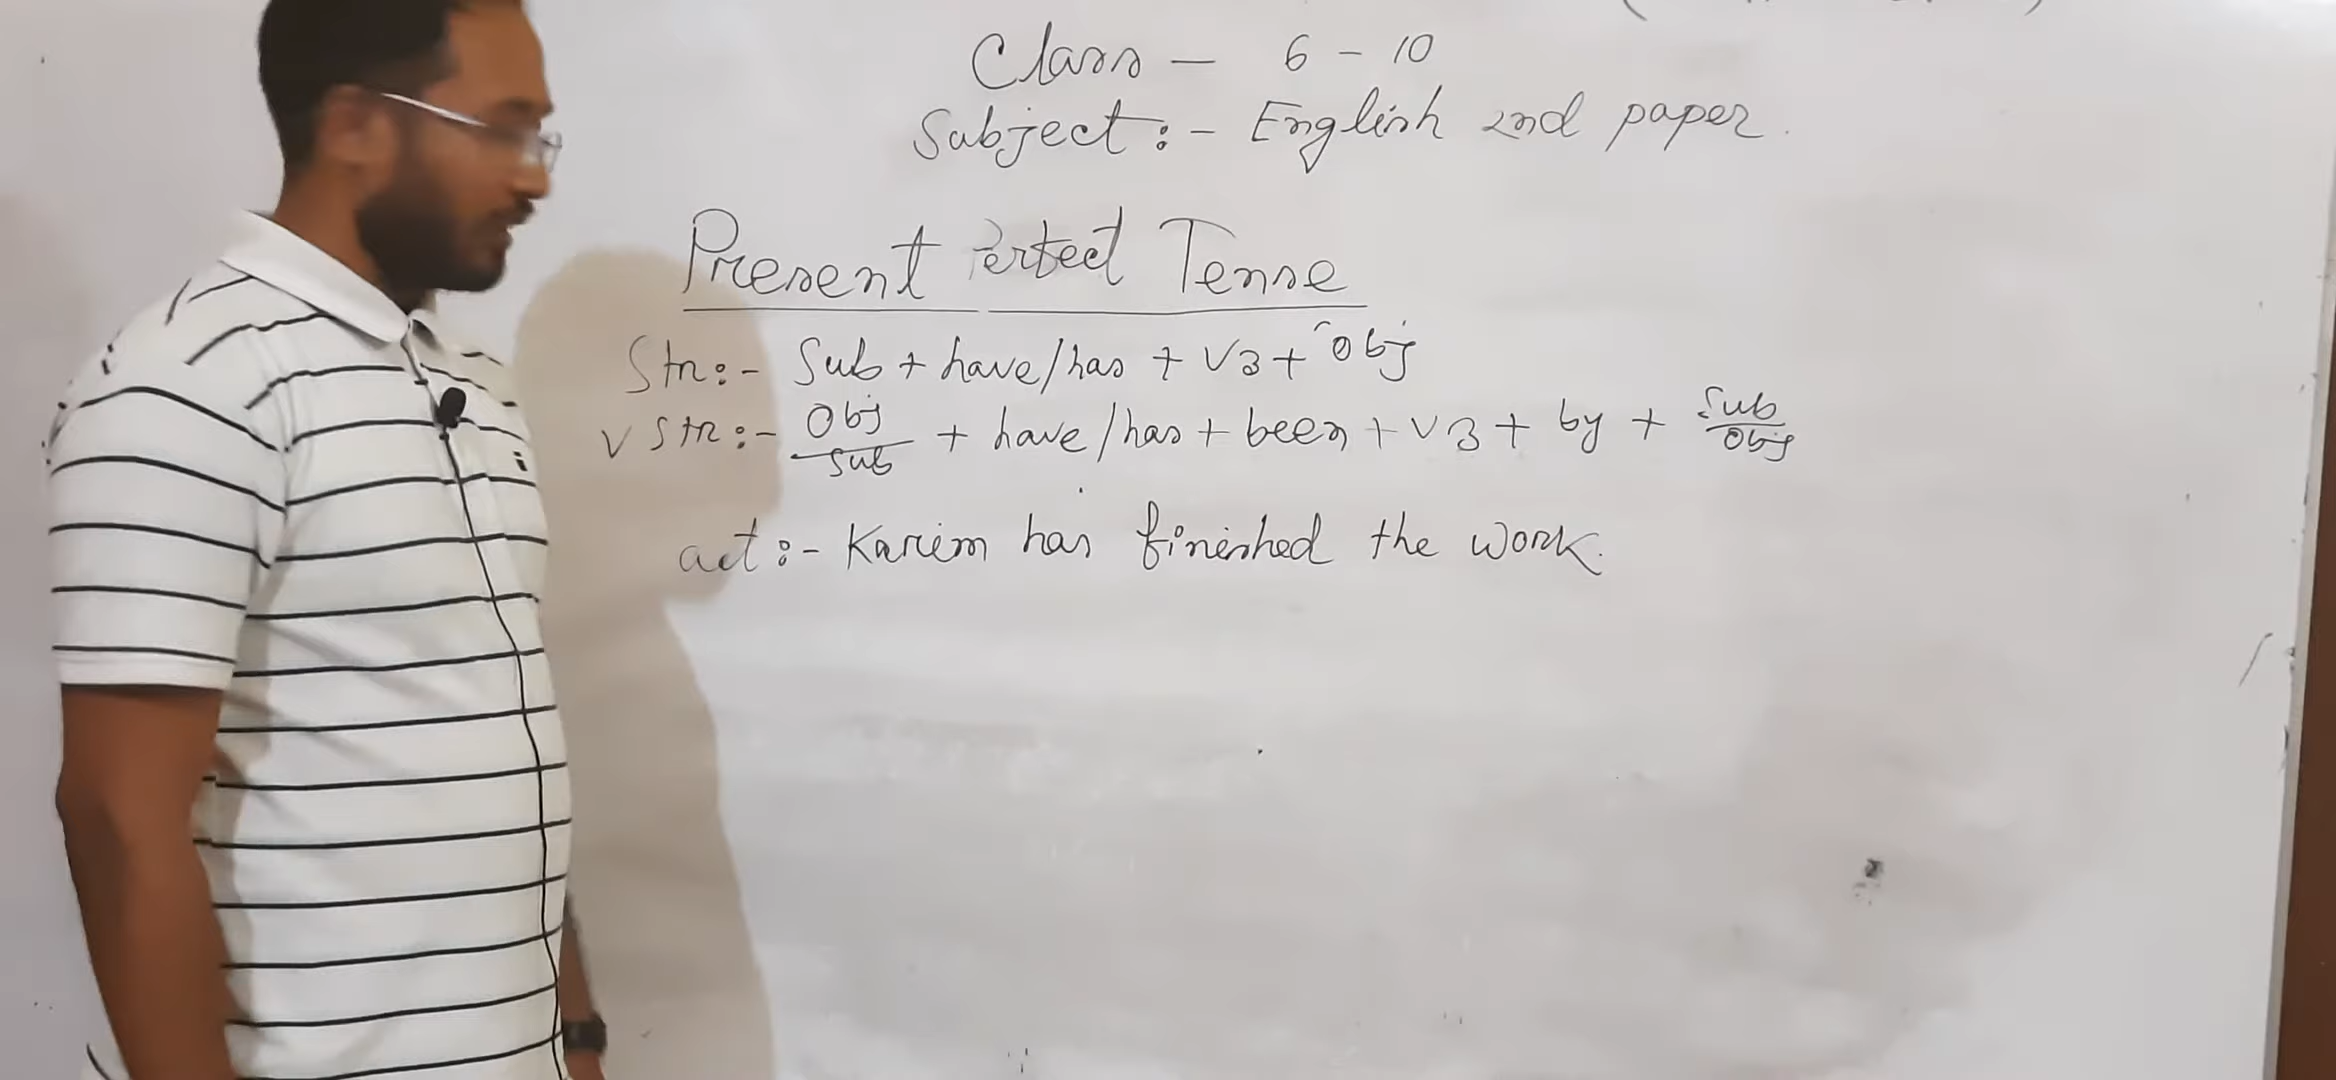 Class — 6 - 10
Subject :- English 2nd paper.
Present Perfect Tense
Str :- Sub + have/has + V3 + Obj
V Str :- Obj/Sub + have/has + been + V3 + by + Sub/Obj
act :- Karim has finished the work.